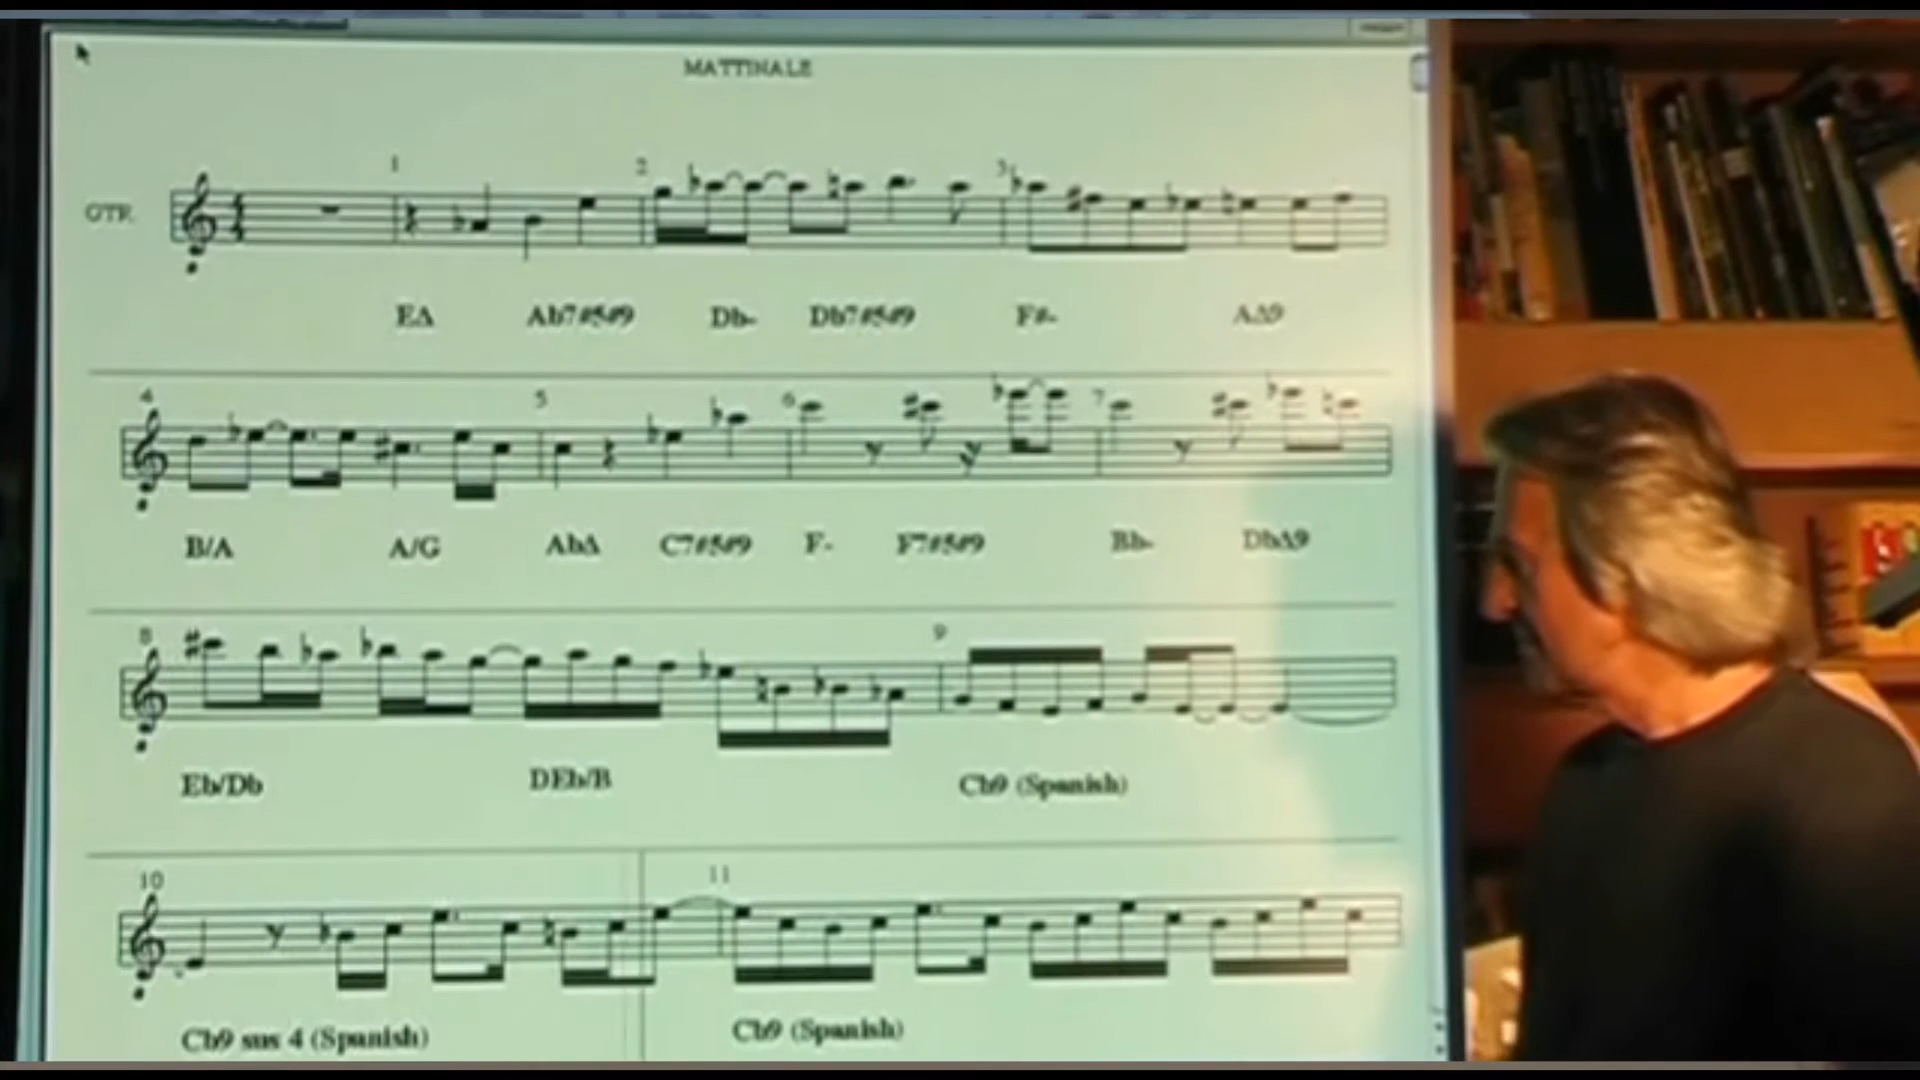 MATTINALE
1 2 3
GTR
EΔ Ab7#5#9 Db- Db7#5#9 F#- AΔ9
4 5 6 7
B/A A/G AbΔ C7#5#9 F- F7#5#9 Bb- DbΔ9
8 9
Eb/Db DEb/B Cb9 (Spanish)
10 11
Cb9 sus 4 (Spanish) Cb9 (Spanish)